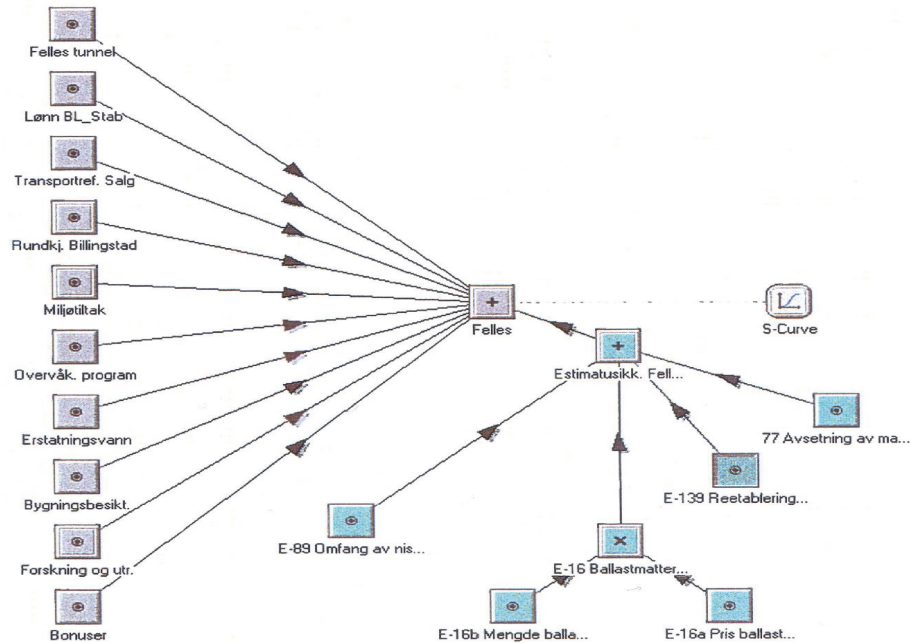 Felles tunnel
Lønn BL_Stab
Transportref. Salg
Rundkj. Billingstad
Miljøtiltak
Overvåk. program
Erstatningsvann
Bygningsbesikt.
Forskning og utr.
Bonuser
Felles
S-Curve
Estimatusikk. Fell...
77 Avsetning av ma...
E-139 Reetablering...
E-89 Omfang av nis...
E-16 Ballastmatter...
E-16b Mengde balla...
E-16a Pris ballast...